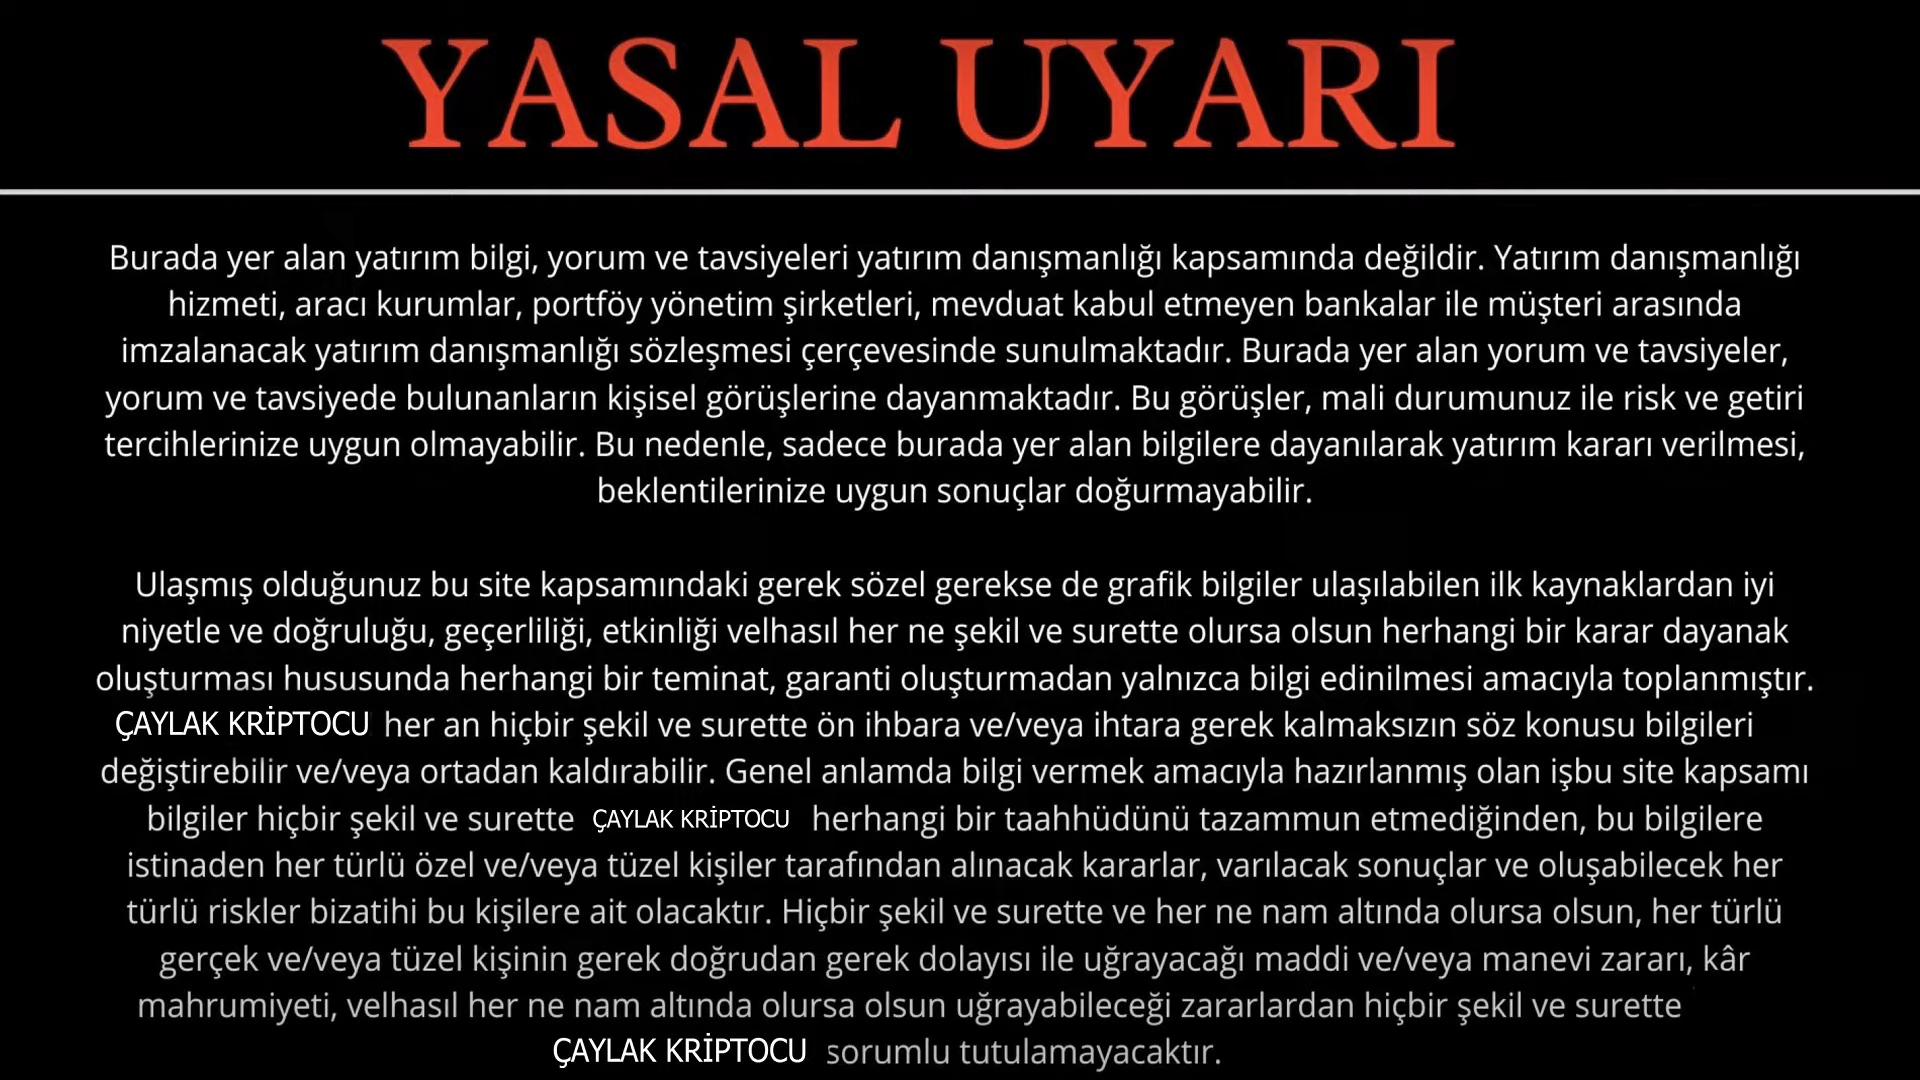 YASAL UYARI
Burada yer alan yatırım bilgi, yorum ve tavsiyeleri yatırım danışmanlığı kapsamında değildir. Yatırım danışmanlığı
hizmeti, aracı kurumlar, portföy yönetim şirketleri, mevduat kabul etmeyen bankalar ile müşteri arasında
imzalanacak yatırım danışmanlığı sözleşmesi çerçevesinde sunulmaktadır. Burada yer alan yorum ve tavsiyeler,
yorum ve tavsiyede bulunanların kişisel görüşlerine dayanmaktadır. Bu görüşler, mali durumunuz ile risk ve getiri
tercihlerinize uygun olmayabilir. Bu nedenle, sadece burada yer alan bilgilere dayanılarak yatırım kararı verilmesi,
beklentilerinize uygun sonuçlar doğurmayabilir.
Ulaşmış olduğunuz bu site kapsamındaki gerek sözel gerekse de grafik bilgiler ulaşılabilen ilk kaynaklardan iyi
niyetle ve doğruluğu, geçerliliği, etkinliği velhasıl her ne şekil ve surette olursa olsun herhangi bir karar dayanak
oluşturması hususunda herhangi bir teminat, garanti oluşturmadan yalnızca bilgi edinilmesi amacıyla toplanmıştır.
ÇAYLAK KRİPTOCU her an hiçbir şekil ve surette ön ihbara ve/veya ihtara gerek kalmaksızın söz konusu bilgileri
değiştirebilir ve/veya ortadan kaldırabilir. Genel anlamda bilgi vermek amacıyla hazırlanmış olan işbu site kapsamı
bilgiler hiçbir şekil ve surette ÇAYLAK KRİPTOCU herhangi bir taahhüdünü tazammun etmediğinden, bu bilgilere
istinaden her türlü özel ve/veya tüzel kişiler tarafından alınacak kararlar, varılacak sonuçlar ve oluşabilecek her
türlü riskler bizatihi bu kişilere ait olacaktır. Hiçbir şekil ve surette ve her ne nam altında olursa olsun, her türlü
gerçek ve/veya tüzel kişinin gerek doğrudan gerek dolayısı ile uğrayacağı maddi ve/veya manevi zararı, kâr
mahrumiyeti, velhasıl her ne nam altında olursa olsun uğrayabileceği zararlardan hiçbir şekil ve surette
ÇAYLAK KRİPTOCU sorumlu tutulamayacaktır.